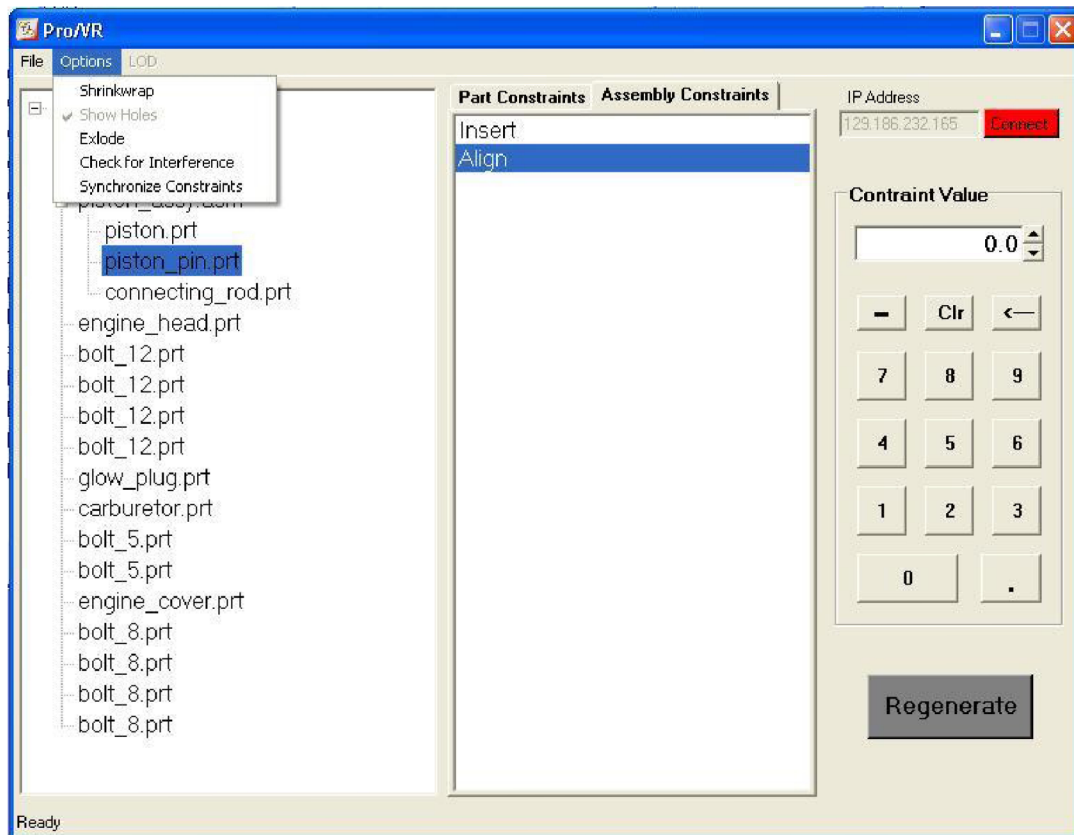 Pro/VR
File Options LOD
Shrinkwrap
Show Holes
Exlode
Check for Interference
Synchronize Constraints
piston_assy.asm
piston.prt
piston_pin.prt
connecting_rod.prt
engine_head.prt
bolt_12.prt
bolt_12.prt
bolt_12.prt
bolt_12.prt
glow_plug.prt
carburetor.prt
bolt_5.prt
bolt_5.prt
engine_cover.prt
bolt_8.prt
bolt_8.prt
bolt_8.prt
bolt_8.prt
Part Constraints Assembly Constraints
Insert
Align
IP Address
129.186.232.165 Connect
Contraint Value
0.0
- Clr <—
7 8 9
4 5 6
1 2 3
0 .
Regenerate
Ready